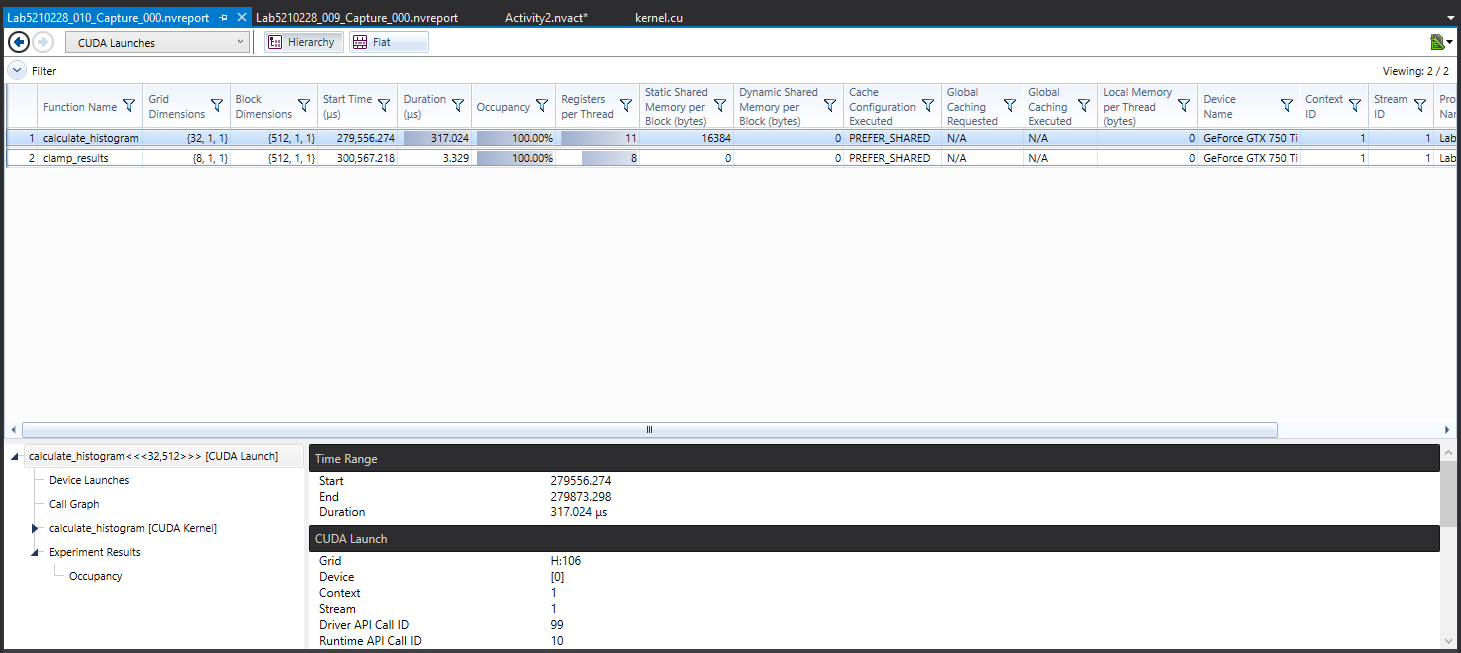 Lab5210228_010_Capture_000.nvreport Lab5210228_009_Capture_000.nvreport Activity2.nvact* kernel.cu
CUDA Launches Hierarchy Flat
Filter Viewing: 2 / 2
Function Name
Grid Dimensions
Block Dimensions
Start Time (µs)
Duration (µs)
Occupancy
Registers per Thread
Static Shared Memory per Block (bytes)
Dynamic Shared Memory per Block (bytes)
Cache Configuration Executed
Global Caching Requested
Global Caching Executed
Local Memory per Thread (bytes)
Device Name
Context ID
Stream ID
Pro
Nar
1 calculate_histogram {32, 1, 1} {512, 1, 1} 279,556.274 317.024 100.00% 11 16384 0 PREFER_SHARED N/A N/A 0 GeForce GTX 750 Ti 1 1 Lab
2 clamp_results {8, 1, 1} {512, 1, 1} 300,567.218 3.329 100.00% 8 0 0 PREFER_SHARED N/A N/A 0 GeForce GTX 750 Ti 1 1 Lab
calculate_histogram<<<32,512>>> [CUDA Launch]
Device Launches
Call Graph
calculate_histogram [CUDA Kernel]
Experiment Results
Occupancy
Time Range
Start 279556.274
End 279873.298
Duration 317.024 µs
CUDA Launch
Grid H:106
Device [0]
Context 1
Stream 1
Driver API Call ID 99
Runtime API Call ID 10